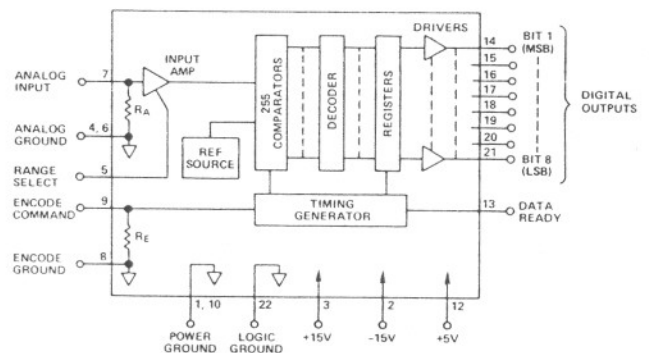 DRIVERS
14
BIT 1
(MSB)
INPUT
AMP
15
ANALOG
INPUT
7
16
17
DIGITAL
OUTPUTS
RA
255
COMPARATORS
DECODER
REGISTERS
18
ANALOG
GROUND
4, 6
19
20
REF
SOURCE
21
BIT 8
(LSB)
RANGE
SELECT
5
ENCODE
COMMAND
9
TIMING
GENERATOR
13
DATA
READY
RE
ENCODE
GROUND
8
1, 10
22
3
2
12
POWER
GROUND
LOGIC
GROUND
+15V
-15V
+5V